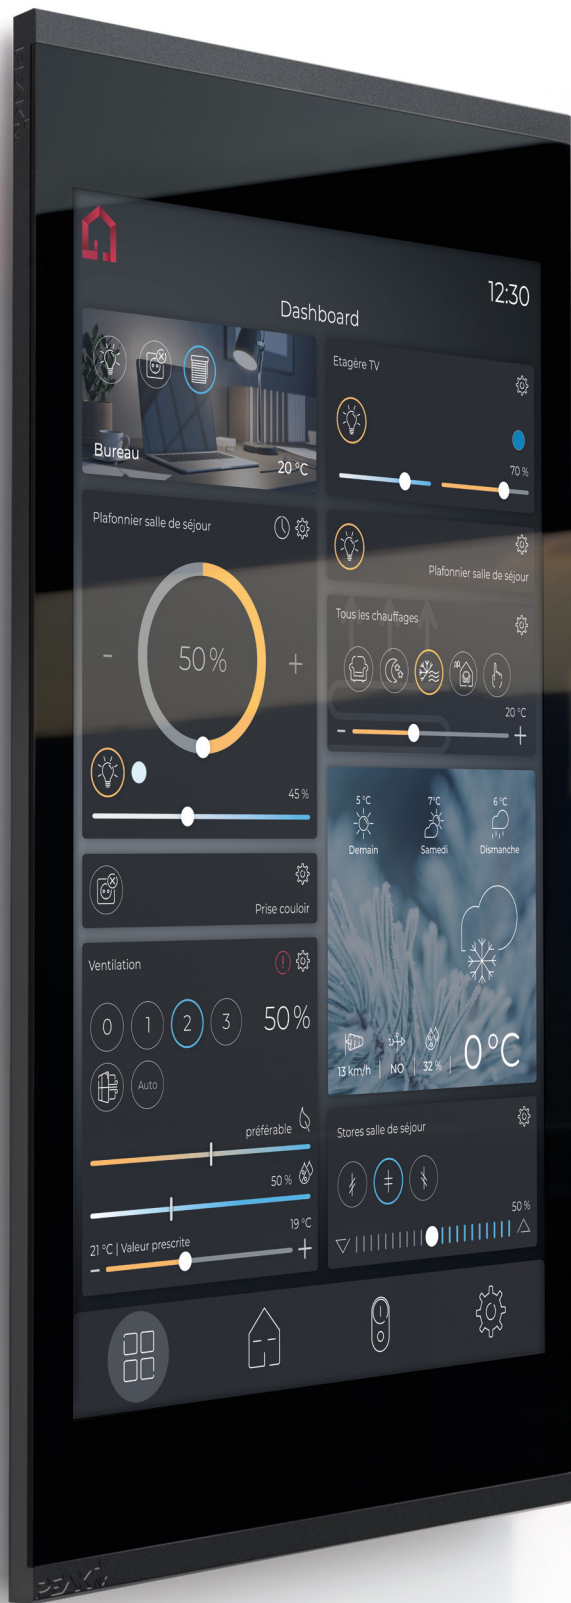 12:30
Dashboard
Bureau
20 °C
Plafonnier salle de séjour
50 %
-
+
45 %
Prise couloir
Ventilation
!
0
1
2
3
50 %
Auto
préférable
50 %
19 °C
21 °C | Valeur prescrite
-
+
Etagère TV
70 %
Plafonnier salle de séjour
Tous les chauffages
20 °C
-
+
5 °C
7°C
6 °C
Demain
Samedi
Dismanche
13 km/h | NO | 32 % |
0 °C
Stores salle de séjour
50 %
PEAK